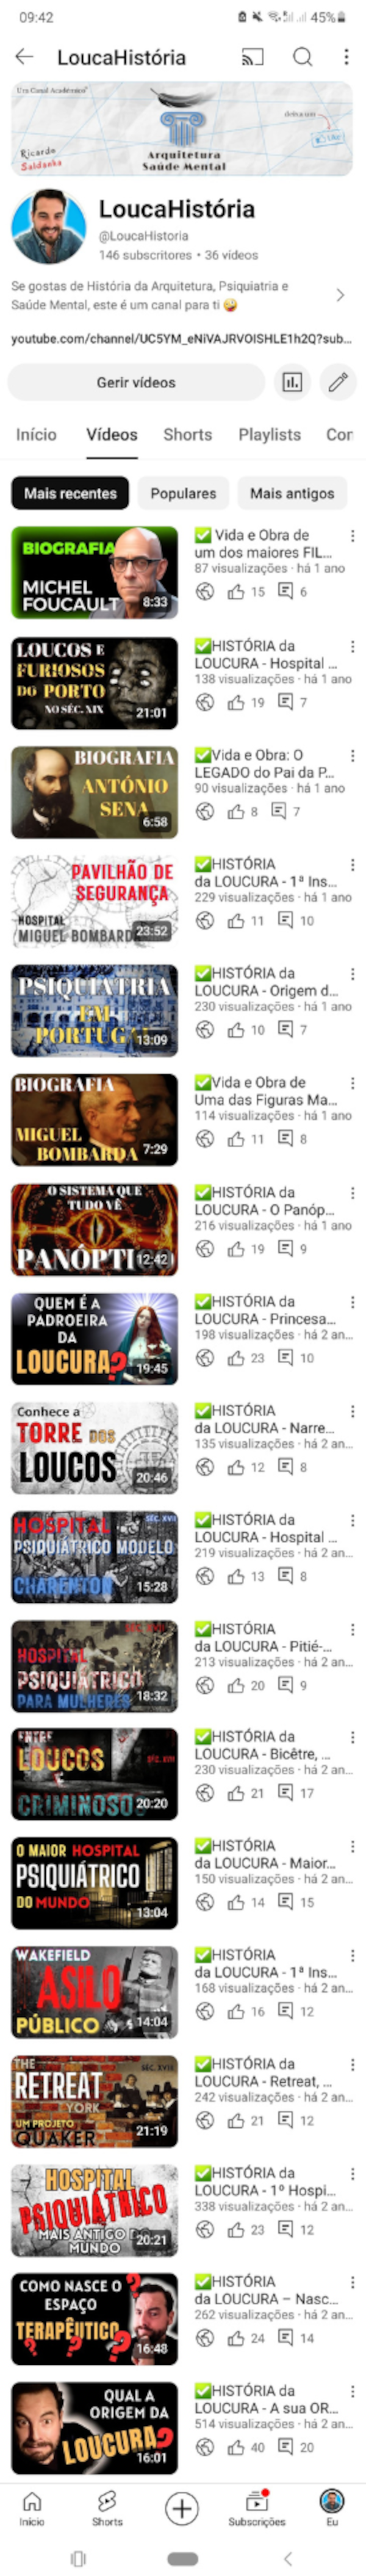 09:42
45%
LoucaHistória
Um Canal Académico
deixa um
Like
Ricardo
Saldanha
Arquitetura
Saúde Mental
LoucaHistória
@LoucaHistoria
146 subscritores • 36 vídeos
Se gostas de História da Arquitetura, Psiquiatria e
Saúde Mental, este é um canal para ti
youtube.com/channel/UC5YM_eNiVAJRVOISHLE1h2Q?sub...
Gerir vídeos
Início Vídeos Shorts Playlists Con
Mais recentes Populares Mais antigos
BIOGRAFIA
MICHEL
FOUCAULT
8:33
✅ Vida e Obra de
um dos maiores FIL...
87 visualizações · há 1 ano
15 6
LOUCOS E
FURIOSOS
DO PORTO
NO SÉC. XIX
21:01
✅HISTÓRIA da
LOUCURA - Hospital ...
138 visualizações · há 1 ano
19 7
BIOGRAFIA
ANTÓNIO
SENA
6:58
✅Vida e Obra: O
LEGADO do Pai da P...
90 visualizações · há 1 ano
8 7
PAVILHÃO DE
SEGURANÇA
HOSPITAL
MIGUEL BOMBARD
23:52
✅HISTÓRIA
da LOUCURA - 1ª Ins...
229 visualizações · há 1 ano
11 10
PSIQUIATRIA
EM
PORTUG
13:09
✅HISTÓRIA da
LOUCURA - Origem d...
230 visualizações · há 1 ano
10 7
BIOGRAFIA
MIGUEL
BOMBARDA
7:29
✅Vida e Obra de
Uma das Figuras Ma...
114 visualizações · há 1 ano
11 8
O SISTEMA QUE
TUDO VÊ
PANÓPTI
12:42
✅HISTÓRIA da
LOUCURA - O Panóp...
216 visualizações · há 1 ano
19 9
QUEM É A
PADROEIRA
DA
LOUCURA?
19:45
✅HISTÓRIA da
LOUCURA - Princesa...
198 visualizações · há 2 an...
23 10
Conhece a
TORRE DOS
LOUCOS
20:46
✅HISTÓRIA
da LOUCURA - Narre...
135 visualizações · há 2 an...
12 8
HOSPITAL
SÉC. XVII
PSIQUIÁTRICO MODELO
CHARENTON
15:28
✅HISTÓRIA da
LOUCURA - Hospital ...
219 visualizações · há 2 an...
13 8
HOSPITAL
PSIQUIÁTRICO
PARA MULHERES
18:32
✅HISTÓRIA
da LOUCURA - Pitié-...
213 visualizações · há 2 an...
20 9
ENTRE
LOUCOS
CRIMINOSO
20:20
✅HISTÓRIA da
LOUCURA - Bicêtre, ...
230 visualizações · há 2 an...
21 17
O MAIOR HOSPITAL
PSIQUIÁTRICO
DO MUNDO
13:04
✅HISTÓRIA
da LOUCURA - Maior...
150 visualizações · há 2 an...
14 15
WAKEFIELD
ASILO
PÚBLICO
14:04
✅HISTÓRIA
da LOUCURA - 1ª Ins...
168 visualizações · há 2 an...
16 12
THE
SÉC. XVIII
RETREAT
YORK
UM PROJETO
QUAKER
21:19
✅HISTÓRIA da
LOUCURA - Retreat, ...
242 visualizações · há 2 an...
21 12
HOSPITAL
PSIQUIÁTRICO
MAIS ANTIGO DO
MUNDO
20:21
✅HISTÓRIA da
LOUCURA - 1º Hospi...
338 visualizações · há 2 an...
23 12
COMO NASCE O
ESPAÇO
TERAPÊUTICO
16:48
✅HISTÓRIA
da LOUCURA – Nasc...
262 visualizações · há 2 an...
24 14
QUAL A
ORIGEM DA
LOUCURA?
16:01
✅HISTÓRIA da
LOUCURA - A sua OR...
514 visualizações · há 2 an...
40 20
Início Shorts Subscrições Eu